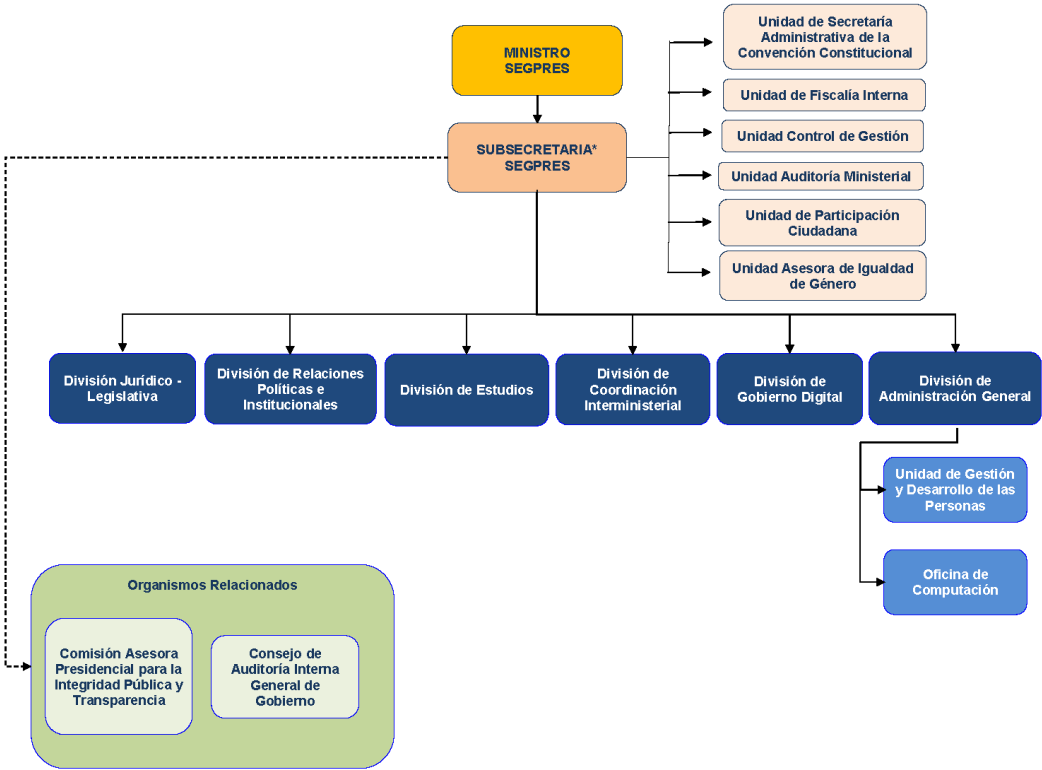 MINISTRO
SEGPRES
SUBSECRETARIA*
SEGPRES
Unidad de Secretaría
Administrativa de la
Convención Constitucional
Unidad de Fiscalía Interna
Unidad Control de Gestión
Unidad Auditoría Ministerial
Unidad de Participación
Ciudadana
Unidad Asesora de Igualdad
de Género
División Jurídico -
Legislativa
División de Relaciones
Políticas e
Institucionales
División de Estudios
División de
Coordinación
Interministerial
División de
Gobierno Digital
División de
Administración General
Unidad de Gestión
y Desarrollo de las
Personas
Oficina de
Computación
Organismos Relacionados
Comisión Asesora
Presidencial para la
Integridad Pública y
Transparencia
Consejo de
Auditoría Interna
General de
Gobierno